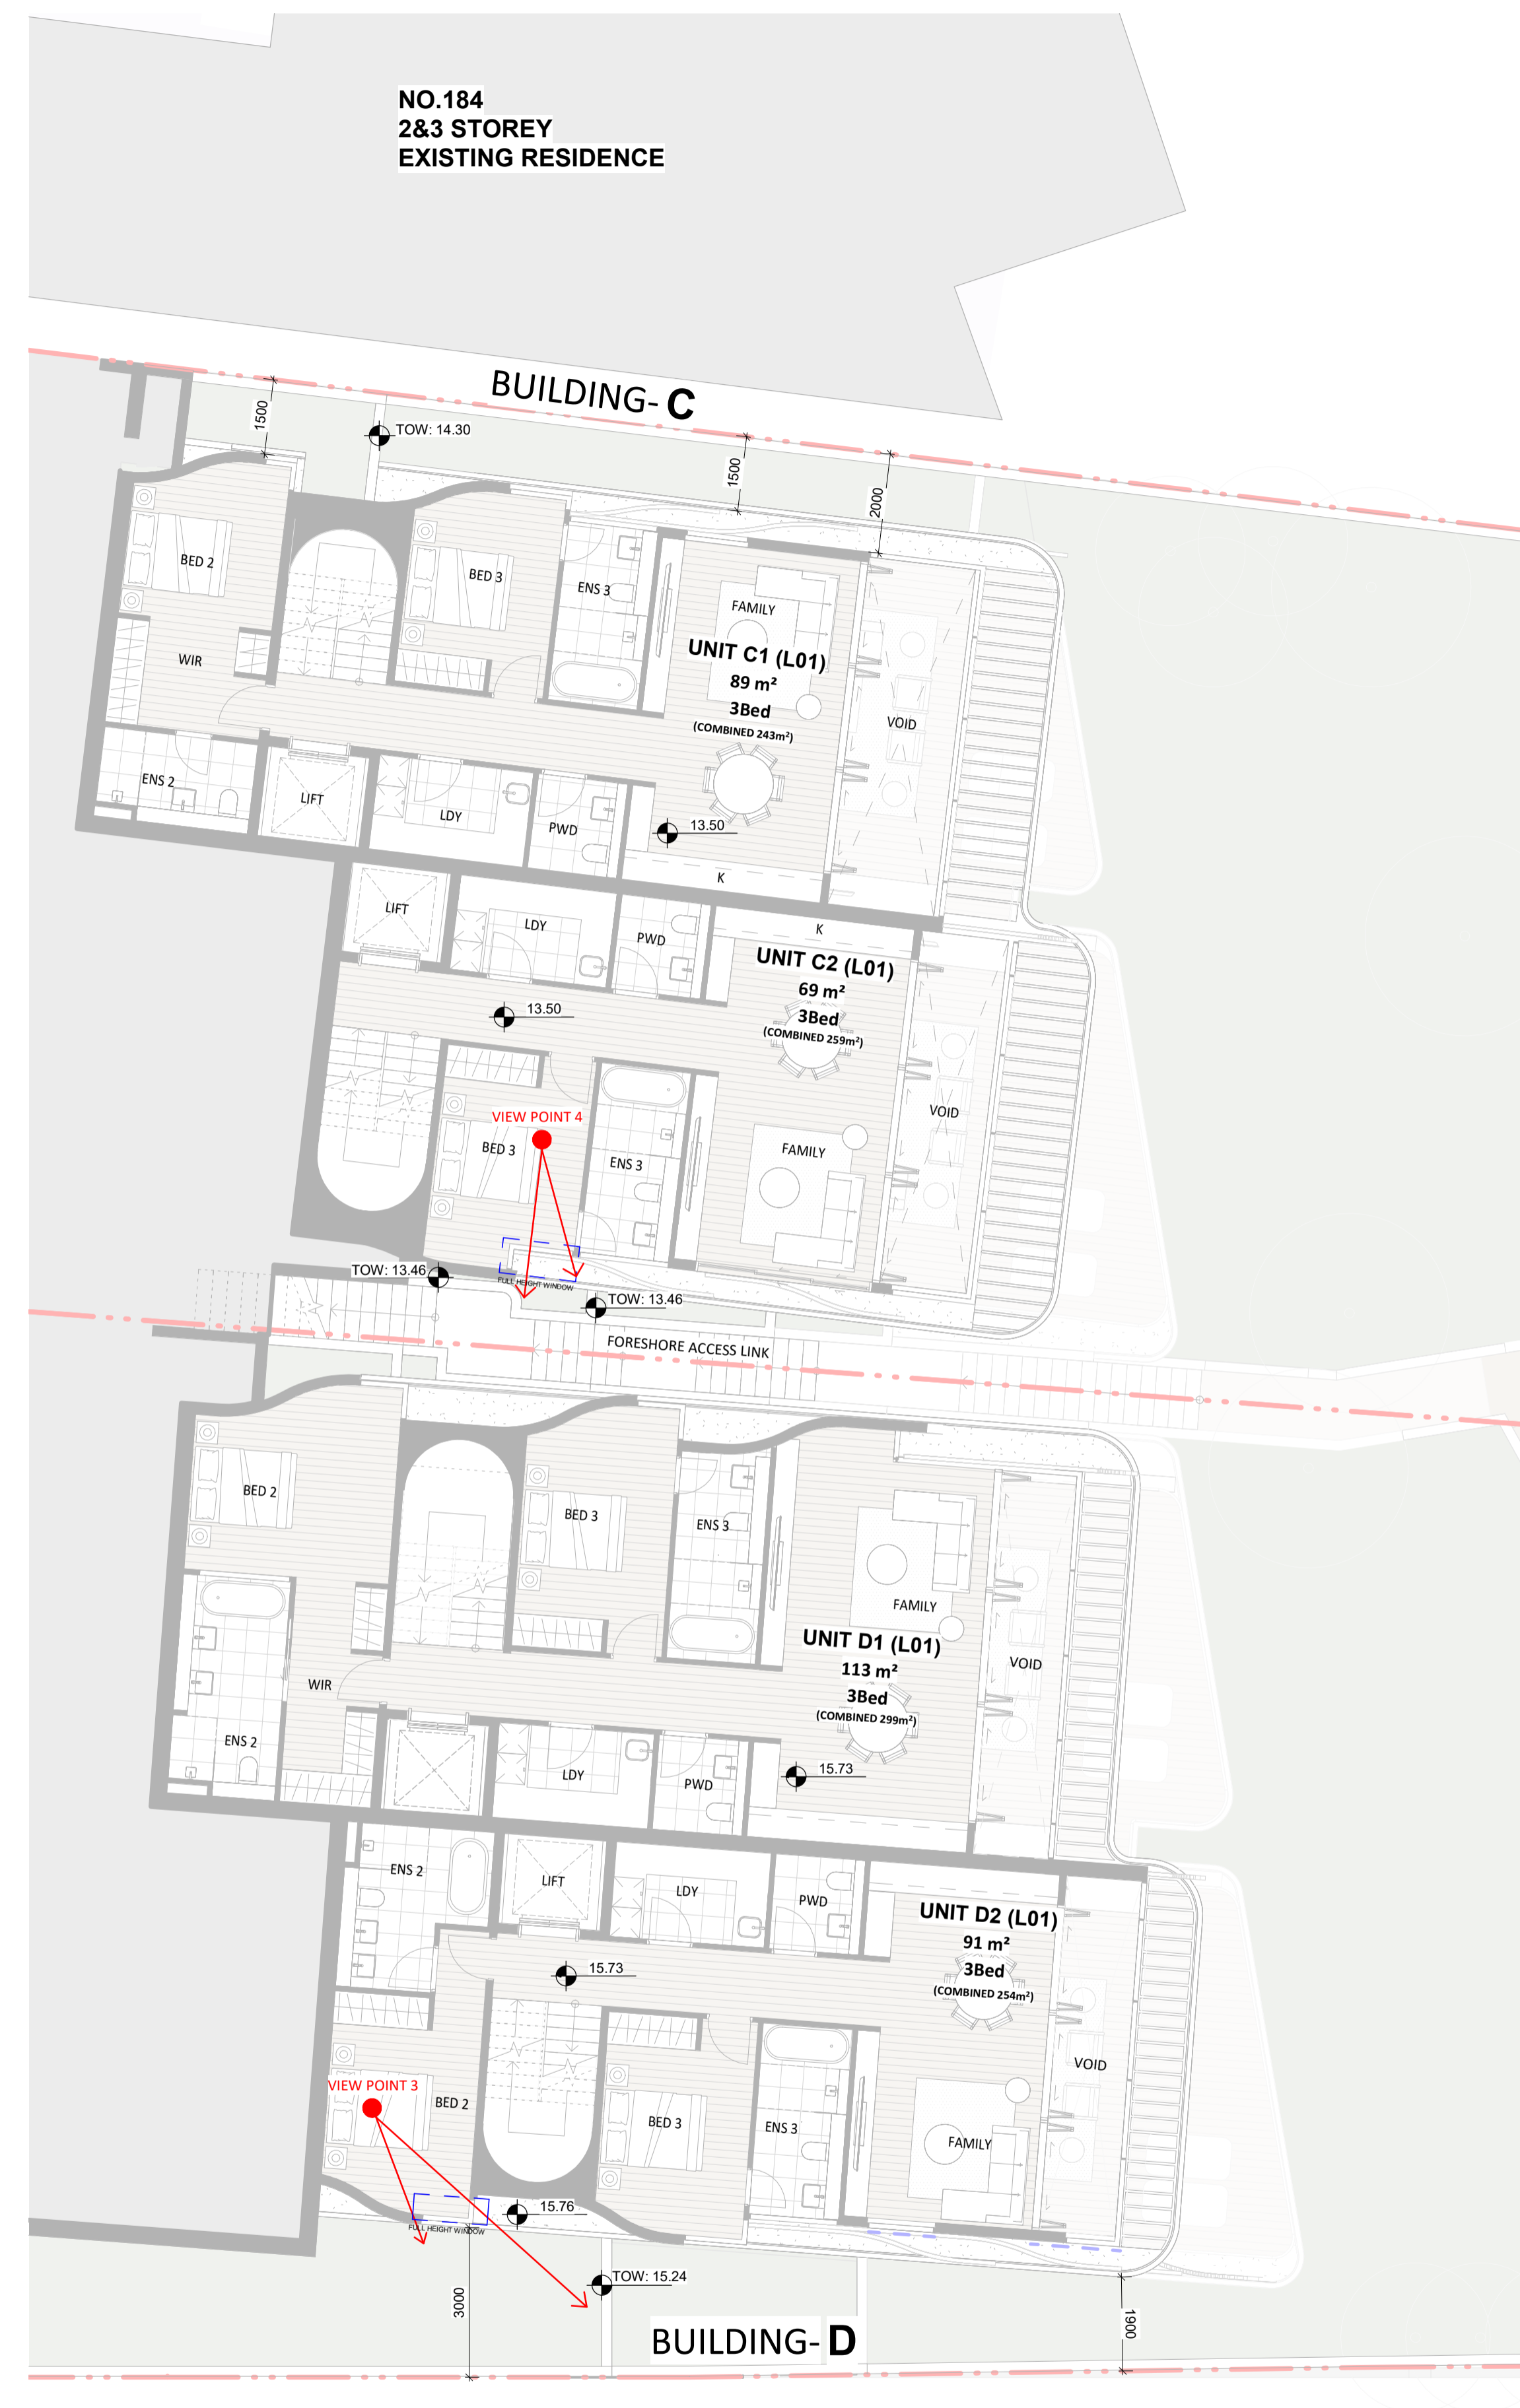 NO.184
2&3 STOREY
EXISTING RESIDENCE
BUILDING- C
1500
TOW: 14.30
1500
2000
BED 2
BED 3
ENS 3
FAMILY
UNIT C1 (L01)
89 m²
3Bed
(COMBINED 243m²)
WIR
VOID
ENS 2
LIFT
LDY
PWD
13.50
K
LIFT
LDY
PWD
K
UNIT C2 (L01)
69 m²
3Bed
(COMBINED 259m²)
13.50
VOID
VIEW POINT 4
BED 3
ENS 3
FAMILY
TOW: 13.46
FULL HEIGHT WINDOW
TOW: 13.46
FORESHORE ACCESS LINK
BED 2
BED 3
ENS 3
FAMILY
UNIT D1 (L01)
113 m²
3Bed
(COMBINED 299m²)
VOID
WIR
ENS 2
LDY
PWD
15.73
ENS 2
LIFT
LDY
PWD
UNIT D2 (L01)
91 m²
3Bed
(COMBINED 254m²)
15.73
VOID
VIEW POINT 3
BED 2
BED 3
ENS 3
FAMILY
15.76
FULL HEIGHT WINDOW
TOW: 15.24
3000
1900
BUILDING- D